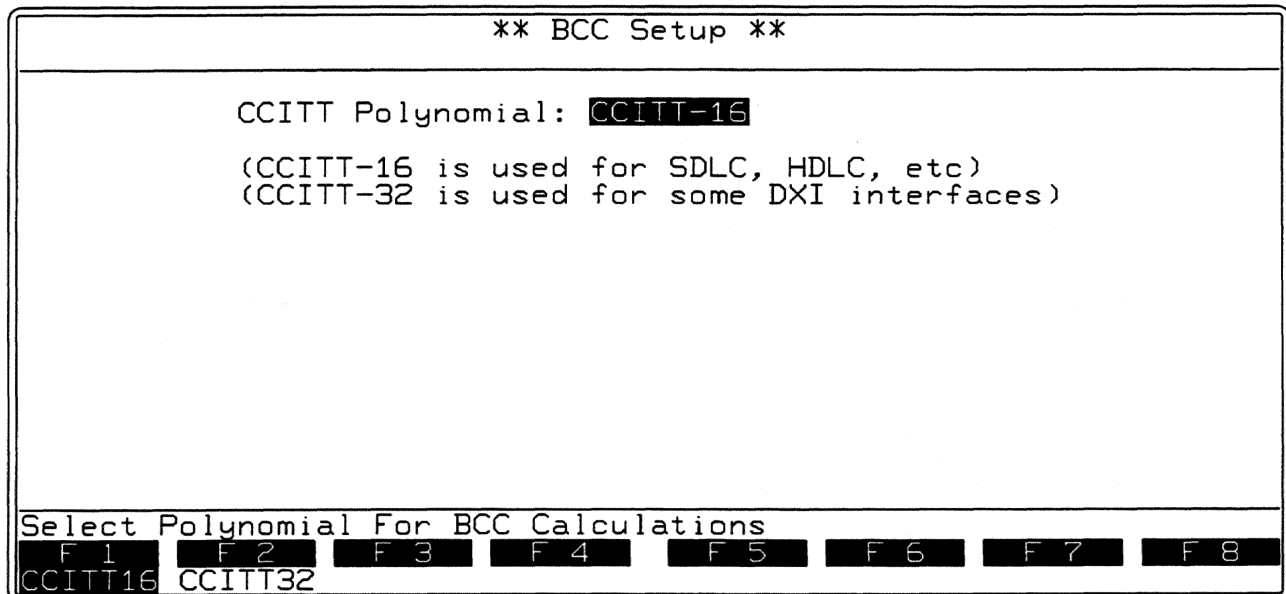 ** BCC Setup **
CCITT Polynomial: CCITT-16
(CCITT-16 is used for SDLC, HDLC, etc)
(CCITT-32 is used for some DXI interfaces)
Select Polynomial For BCC Calculations
F 1 F 2 F 3 F 4 F 5 F 6 F 7 F 8
CCITT16 CCITT32